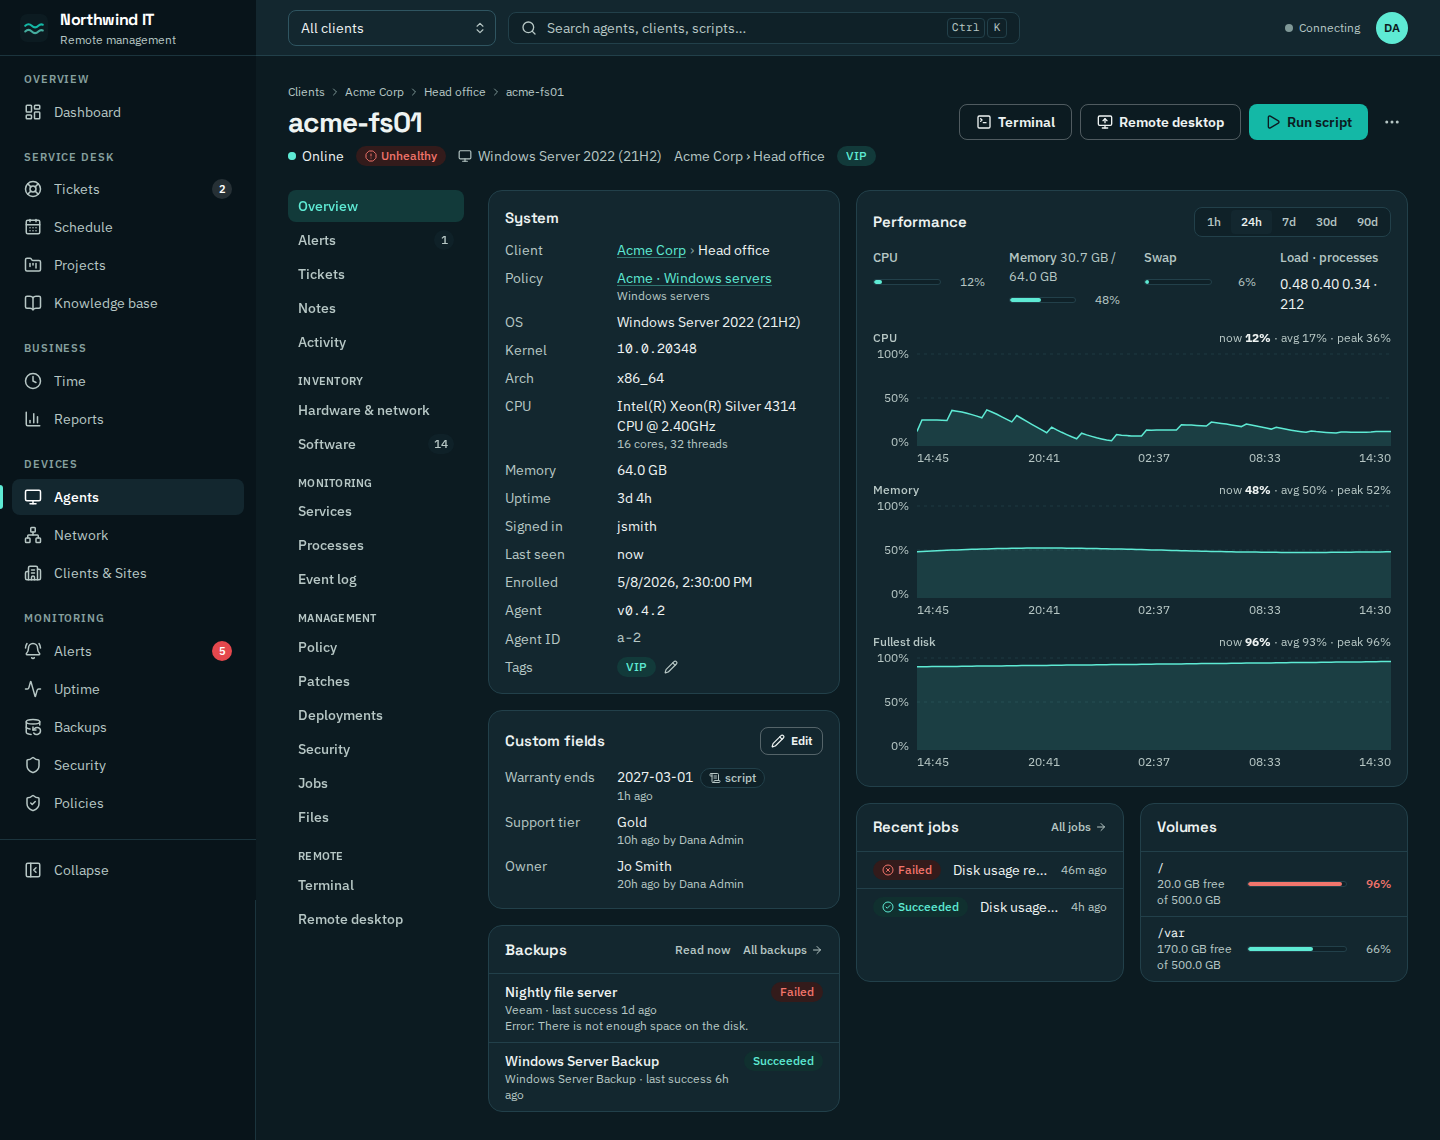 Northwind IT
Remote management
All clients
Search agents, clients, scripts...
Ctrl K
Connecting
DA
OVERVIEW
Dashboard
SERVICE DESK
Tickets 2
Schedule
Projects
Knowledge base
BUSINESS
Time
Reports
DEVICES
Agents
Network
Clients & Sites
MONITORING
Alerts 5
Uptime
Backups
Security
Policies
Collapse
Clients > Acme Corp > Head office > acme-fs01
acme-fs01
Terminal
Remote desktop
Run script
Online Unhealthy Windows Server 2022 (21H2) Acme Corp › Head office VIP
Overview
Alerts 1
Tickets
Notes
Activity
INVENTORY
Hardware & network
Software 14
MONITORING
Services
Processes
Event log
MANAGEMENT
Policy
Patches
Deployments
Security
Jobs
Files
REMOTE
Terminal
Remote desktop
System
Client Acme Corp › Head office
Policy Acme · Windows servers
Windows servers
OS Windows Server 2022 (21H2)
Kernel 10.0.20348
Arch x86_64
CPU Intel(R) Xeon(R) Silver 4314
CPU @ 2.40GHz
16 cores, 32 threads
Memory 64.0 GB
Uptime 3d 4h
Signed in jsmith
Last seen now
Enrolled 5/8/2026, 2:30:00 PM
Agent v0.4.2
Agent ID a-2
Tags VIP
Custom fields
Edit
Warranty ends 2027-03-01 script
1h ago
Support tier Gold
10h ago by Dana Admin
Owner Jo Smith
20h ago by Dana Admin
Backups Read now All backups →
Nightly file server Failed
Veeam · last success 1d ago
Error: There is not enough space on the disk.
Windows Server Backup Succeeded
Windows Server Backup · last success 6h
ago
Performance
1h 24h 7d 30d 90d
CPU
12%
Memory 30.7 GB /
64.0 GB
48%
Swap
6%
Load · processes
0.48 0.40 0.34 ·
212
CPU now 12% · avg 17% · peak 36%
100%
50%
0%
14:45 20:41 02:37 08:33 14:30
Memory now 48% · avg 50% · peak 52%
100%
50%
0%
14:45 20:41 02:37 08:33 14:30
Fullest disk now 96% · avg 93% · peak 96%
100%
50%
0%
14:45 20:41 02:37 08:33 14:30
Recent jobs All jobs →
Failed Disk usage re... 46m ago
Succeeded Disk usage... 4h ago
Volumes
/
20.0 GB free
of 500.0 GB
96%
/var
170.0 GB free
of 500.0 GB
66%